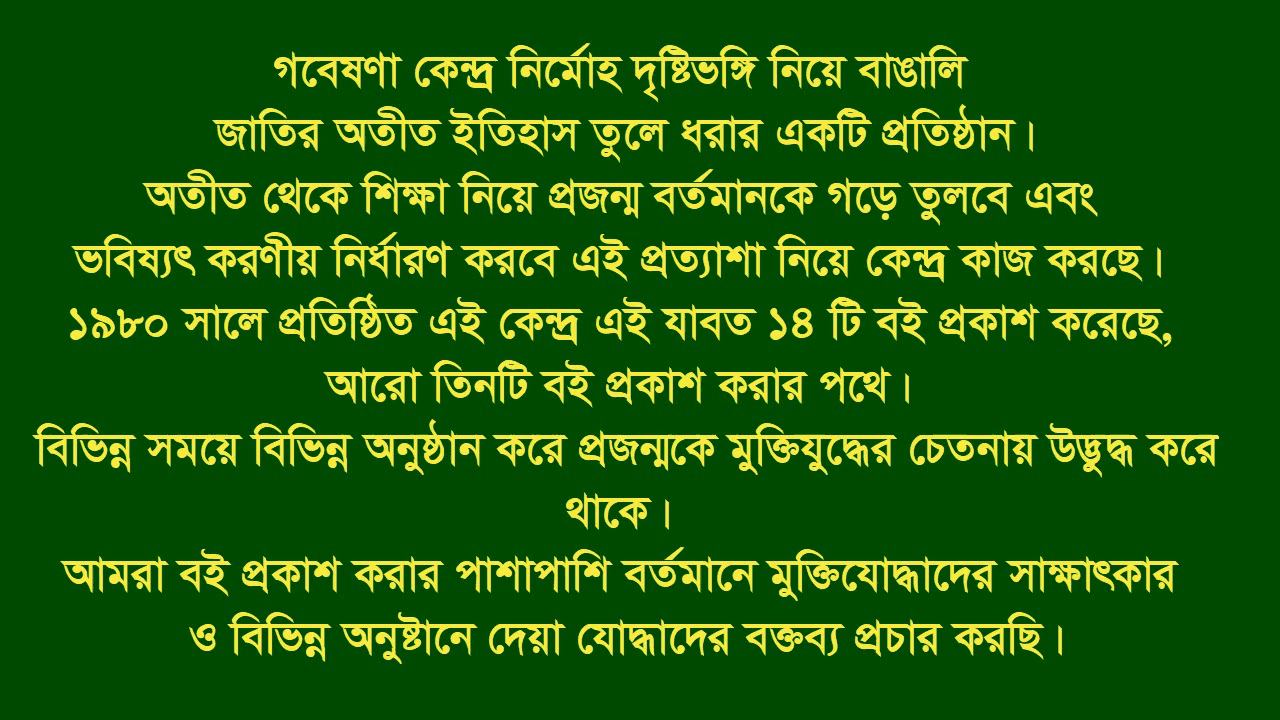 গবেষণা কেন্দ্র নির্মোহ দৃষ্টিভঙ্গি নিয়ে বাঙালি
জাতির অতীত ইতিহাস তুলে ধরার একটি প্রতিষ্ঠান।
অতীত থেকে শিক্ষা নিয়ে প্রজন্ম বর্তমানকে গড়ে তুলবে এবং
ভবিষ্যৎ করণীয় নির্ধারণ করবে এই প্রত্যাশা নিয়ে কেন্দ্র কাজ করছে।
১৯৮০ সালে প্রতিষ্ঠিত এই কেন্দ্র এই যাবত ১৪ টি বই প্রকাশ করেছে,
আরো তিনটি বই প্রকাশ করার পথে।
বিভিন্ন সময়ে বিভিন্ন অনুষ্ঠান করে প্রজন্মকে মুক্তিযুদ্ধের চেতনায় উদ্ভুদ্ধ করে
থাকে।
আমরা বই প্রকাশ করার পাশাপাশি বর্তমানে মুক্তিযোদ্ধাদের সাক্ষাৎকার
ও বিভিন্ন অনুষ্টানে দেয়া যোদ্ধাদের বক্তব্য প্রচার করছি।